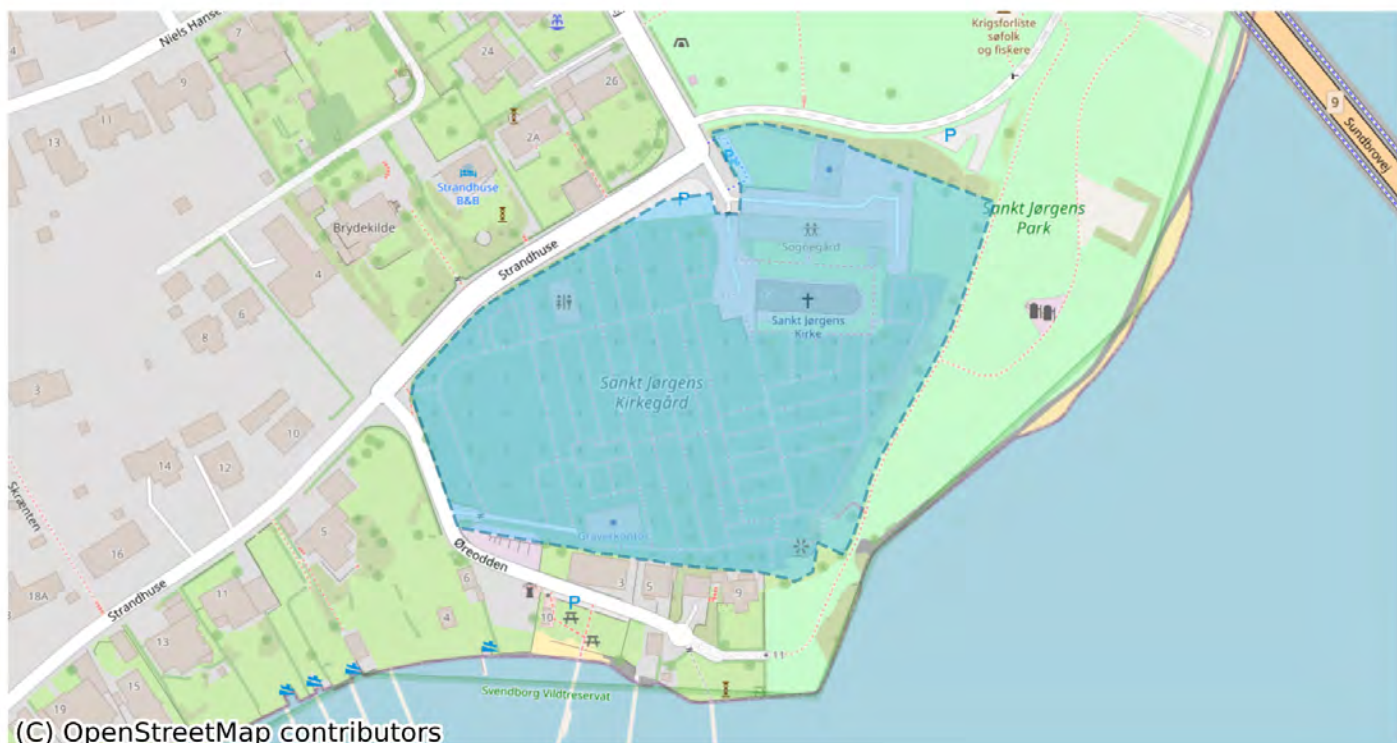 Niels Hanse
7
24
26
9
11
13
2A
Strandhuse
B&B
Brydekilde
4
6
8
3
10
14
12
16
18A
Skrænten
Strandhuse
Strandhuse
5
11
13
15
19
Krigsforliste
søfolk
og fiskere
P
9
Sundbrovej
P
Sognegård
Sankt Jørgens
Kirke
Sankt Jørgens
Park
Sankt Jørgens
Kirkegård
Graverkontor
Øreodden
6
4
3
5
9
10
P
11
Svendborg Vildtreservat
(C) OpenStreetMap contributors